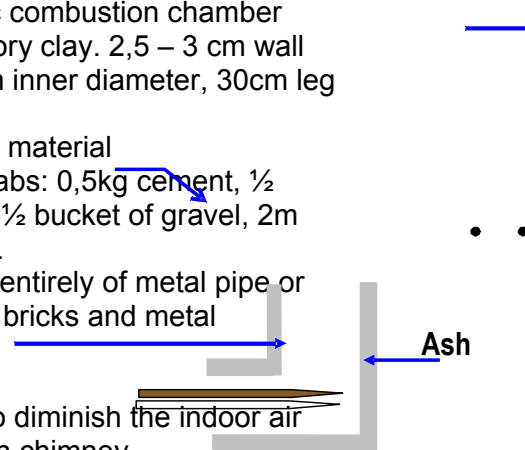 combustion chamber
ory clay. 2,5 – 3 cm wall
inner diameter, 30cm leg
material
abs: 0,5kg cement, ½
½ bucket of gravel, 2m
.
entirely of metal pipe or
bricks and metal
Ash
diminish the indoor air
chimney